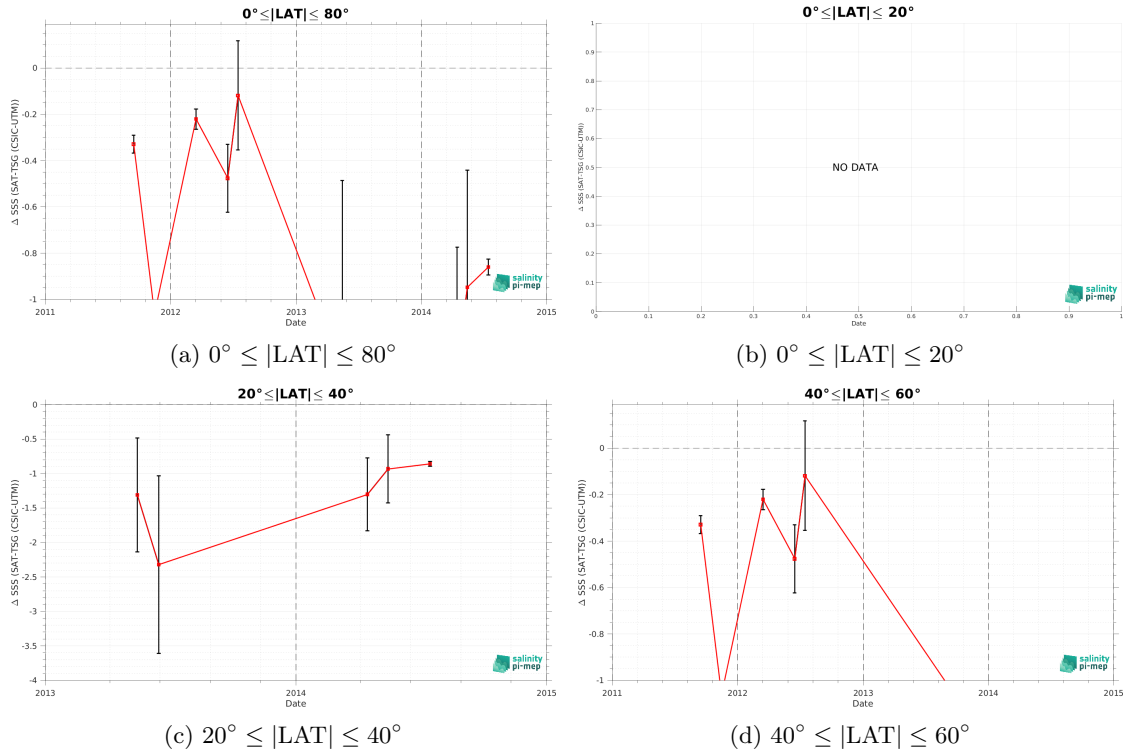 0°≤|LAT|≤ 80°
0
-0.2
-0.4
-0.6
-0.8
-1
2011
2012
2013
2014
2015
Δ SSS (SAT-TSG (CSIC-UTM))
Date
salinity
pi-mep
(a) 0° ≤ |LAT| ≤ 80°
0°≤|LAT|≤ 20°
1
0.9
0.8
0.7
0.6
0.5
0.4
0.3
0.2
0.1
0
0
0.1
0.2
0.3
0.4
0.5
0.6
0.7
0.8
0.9
1
Δ SSS (SAT-TSG (CSIC-UTM))
NO DATA
Date
salinity
pi-mep
(b) 0° ≤ |LAT| ≤ 20°
20°≤|LAT|≤ 40°
0
-0.5
-1
-1.5
-2
-2.5
-3
-3.5
-4
2013
2014
2015
Δ SSS (SAT-TSG (CSIC-UTM))
Date
salinity
pi-mep
(c) 20° ≤ |LAT| ≤ 40°
40°≤|LAT|≤ 60°
0
-0.2
-0.4
-0.6
-0.8
-1
2011
2012
2013
2014
2015
Δ SSS (SAT-TSG (CSIC-UTM))
Date
salinity
pi-mep
(d) 40° ≤ |LAT| ≤ 60°